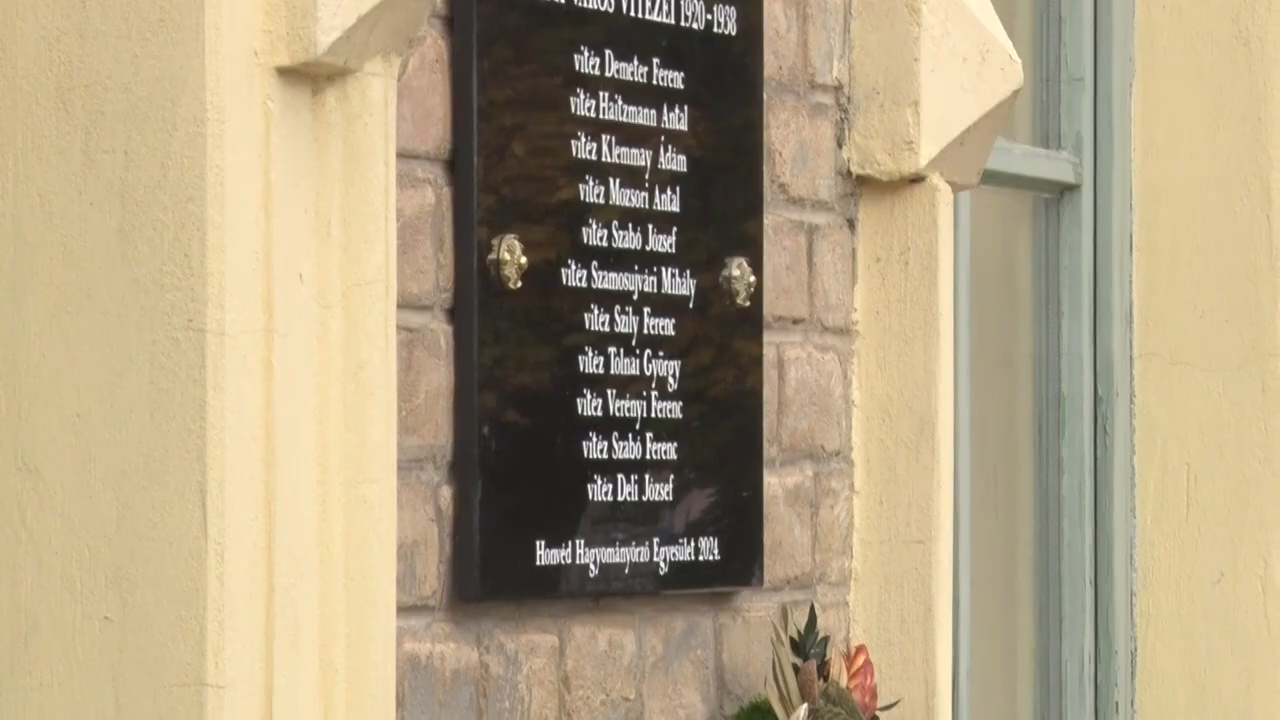 VÁROS VITÉZEI 1920-1938
vitéz Demeter Ferenc
vitéz Haitzmann Antal
vitéz Klemmay Ádám
vitéz Mozsori Antal
vitéz Szabó József
vitéz Szamosujvári Mihály
vitéz Szily Ferenc
vitéz Tolnai György
vitéz Verényi Ferenc
vitéz Szabó Ferenc
vitéz Deli József
Honvéd Hagyományőrző Egyesület 2024.